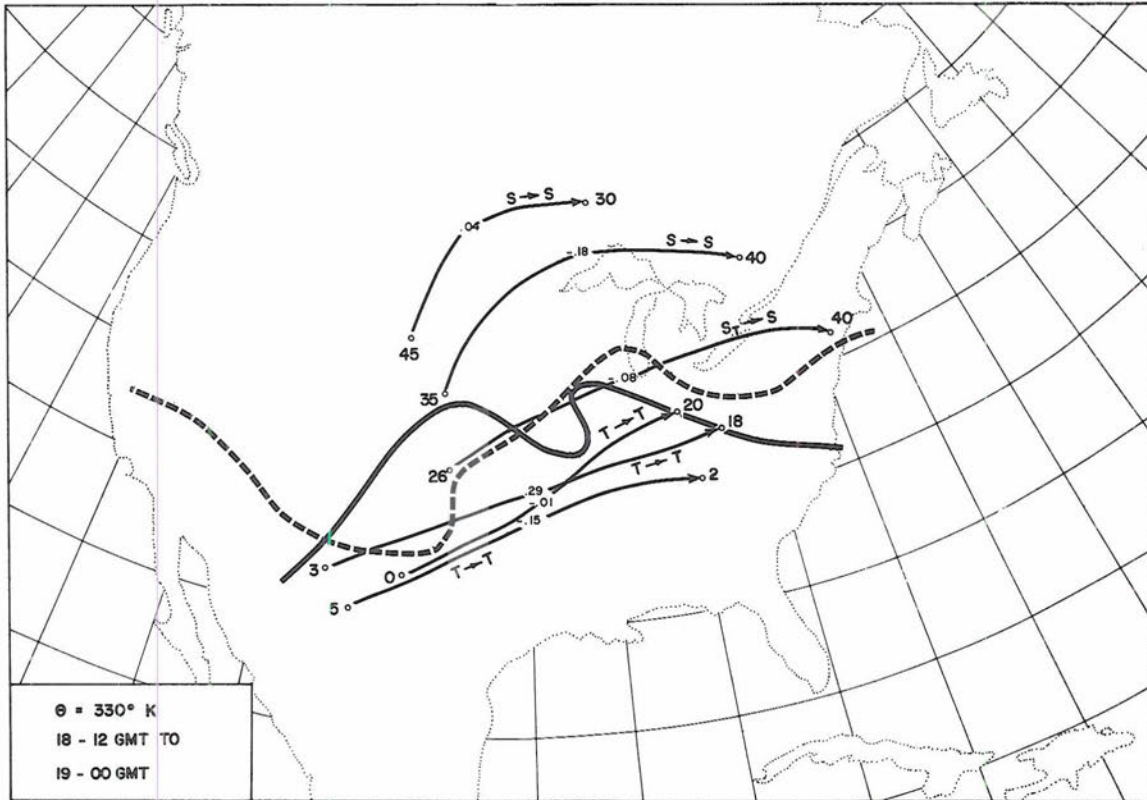 S → S
30
.04
-.18
S → S
40
45
40
S_T → S
35
-.08
20
T → T
18
26
T → T
2
.29
-.01
-.15
3
0
T → T
5
θ = 330° K
18 - 12 GMT TO
19 - 00 GMT